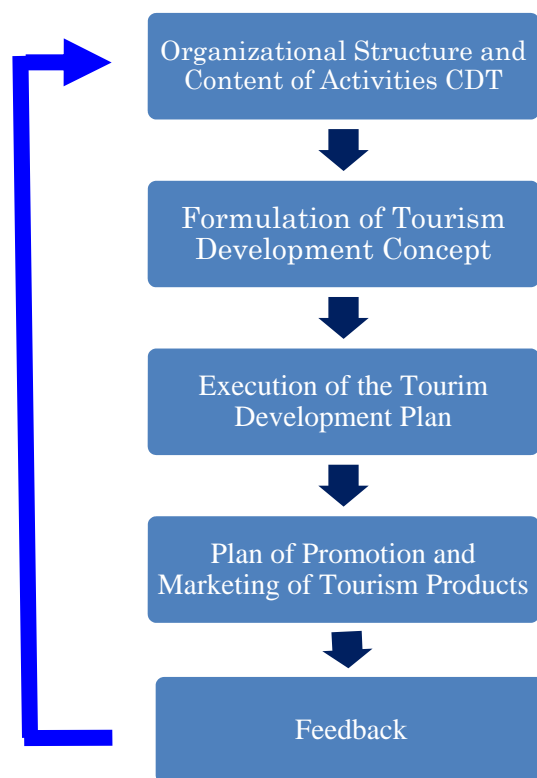 Organizational Structure and
Content of Activities CDT
Formulation of Tourism
Development Concept
Execution of the Tourim
Development Plan
Plan of Promotion and
Marketing of Tourism Products
Feedback